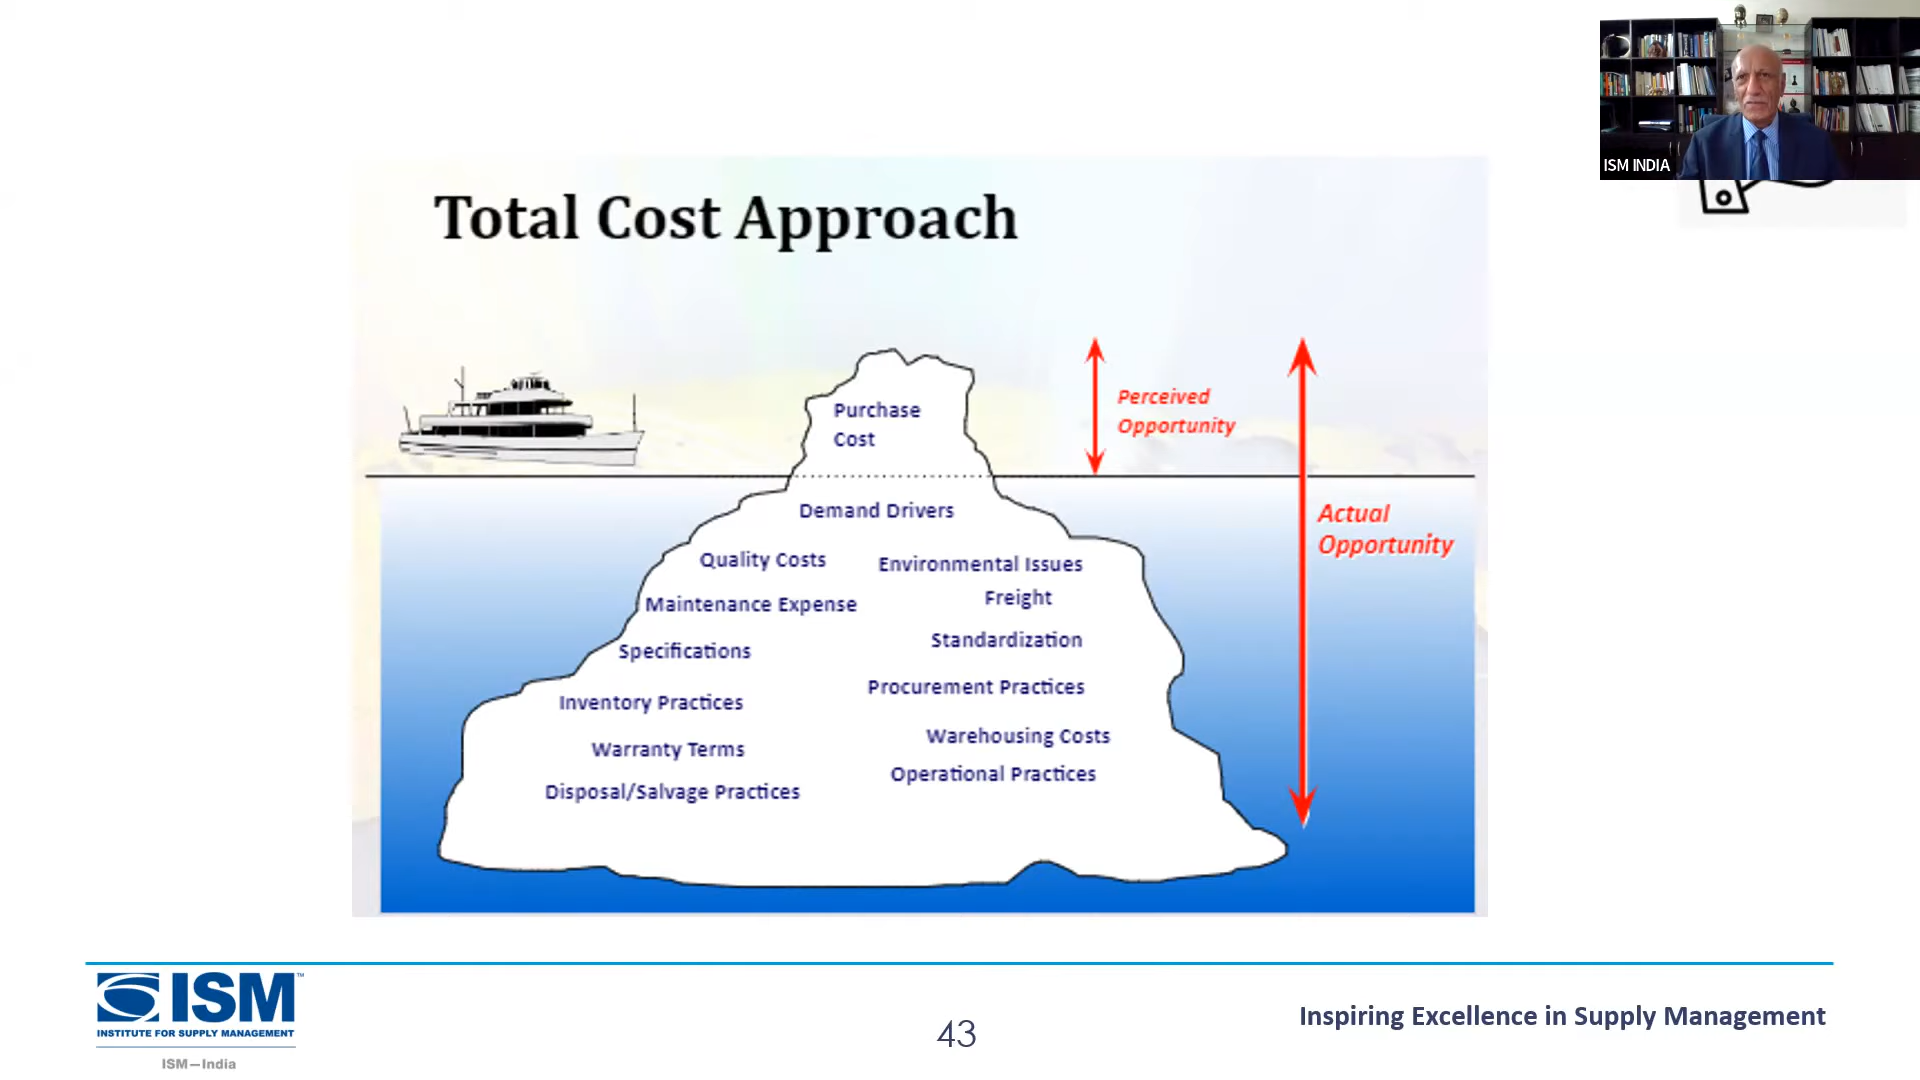 ISM INDIA
Total Cost Approach
Purchase
Cost
Perceived
Opportunity
Actual
Opportunity
Demand Drivers
Quality Costs
Environmental Issues
Maintenance Expense
Freight
Specifications
Standardization
Inventory Practices
Procurement Practices
Warranty Terms
Warehousing Costs
Disposal/Salvage Practices
Operational Practices
ISM™
INSTITUTE FOR SUPPLY MANAGEMENT
ISM—India
43
Inspiring Excellence in Supply Management